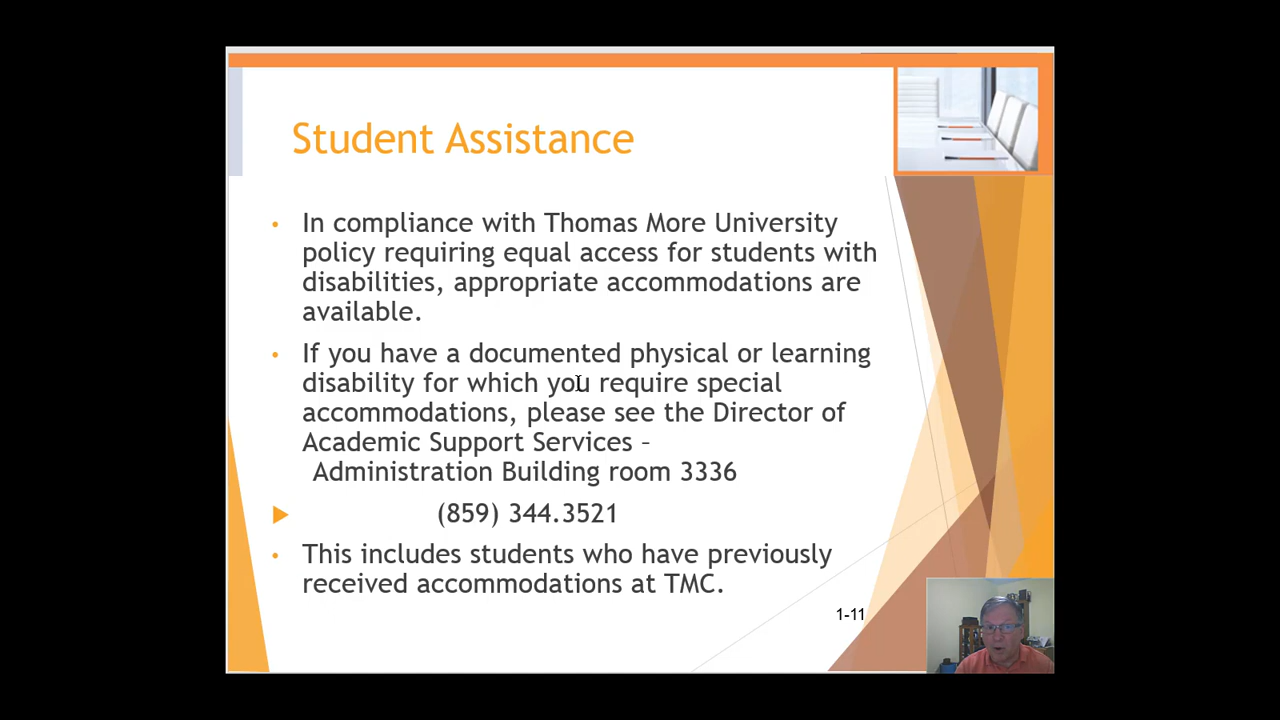 Student Assistance
• In compliance with Thomas More University
policy requiring equal access for students with
disabilities, appropriate accommodations are
available.
• If you have a documented physical or learning
disability for which you require special
accommodations, please see the Director of
Academic Support Services –
Administration Building room 3336
(859) 344.3521
• This includes students who have previously
received accommodations at TMC.
1-11